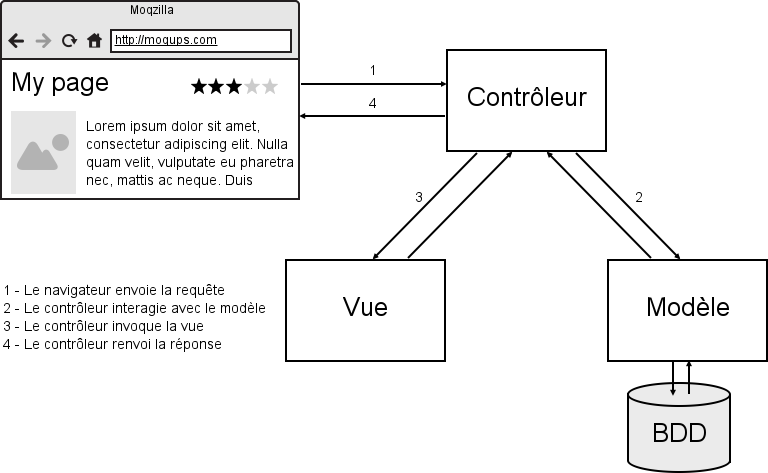 Moqzilla
http://moqups.com
My page
Lorem ipsum dolor sit amet,
consectetur adipiscing elit. Nulla
quam velit, vulputate eu pharetra
nec, mattis ac neque. Duis
1
4
Contrôleur
3
2
Vue
Modèle
BDD
1 - Le navigateur envoie la requête
2 - Le contrôleur interagie avec le modèle
3 - Le contrôleur invoque la vue
4 - Le contrôleur renvoi la réponse